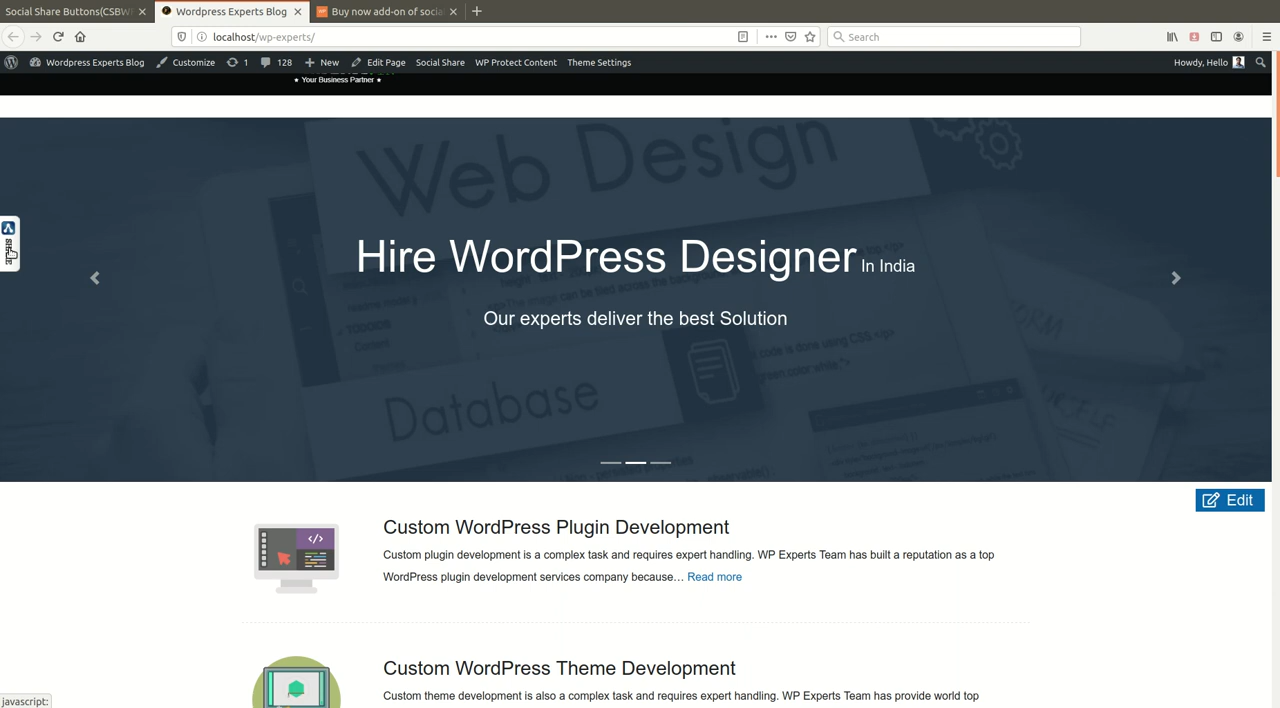 Social Share Buttons(CSBWF
Wordpress Experts Blog
Buy now add-on of socia
localhost/wp-experts/
Search
Wordpress Experts Blog
Customize
1
128
New
Edit Page
Social Share
WP Protect Content
Theme Settings
Howdy, Hello
★ Your Business Partner ★
Web Design
Hire WordPress Designer In India
Our experts deliver the best Solution
Database
Edit
Custom WordPress Plugin Development
Custom plugin development is a complex task and requires expert handling. WP Experts Team has built a reputation as a top
WordPress plugin development services company because… Read more
Custom WordPress Theme Development
Custom theme development is also a complex task and requires expert handling. WP Experts Team has provide world top
javascript: